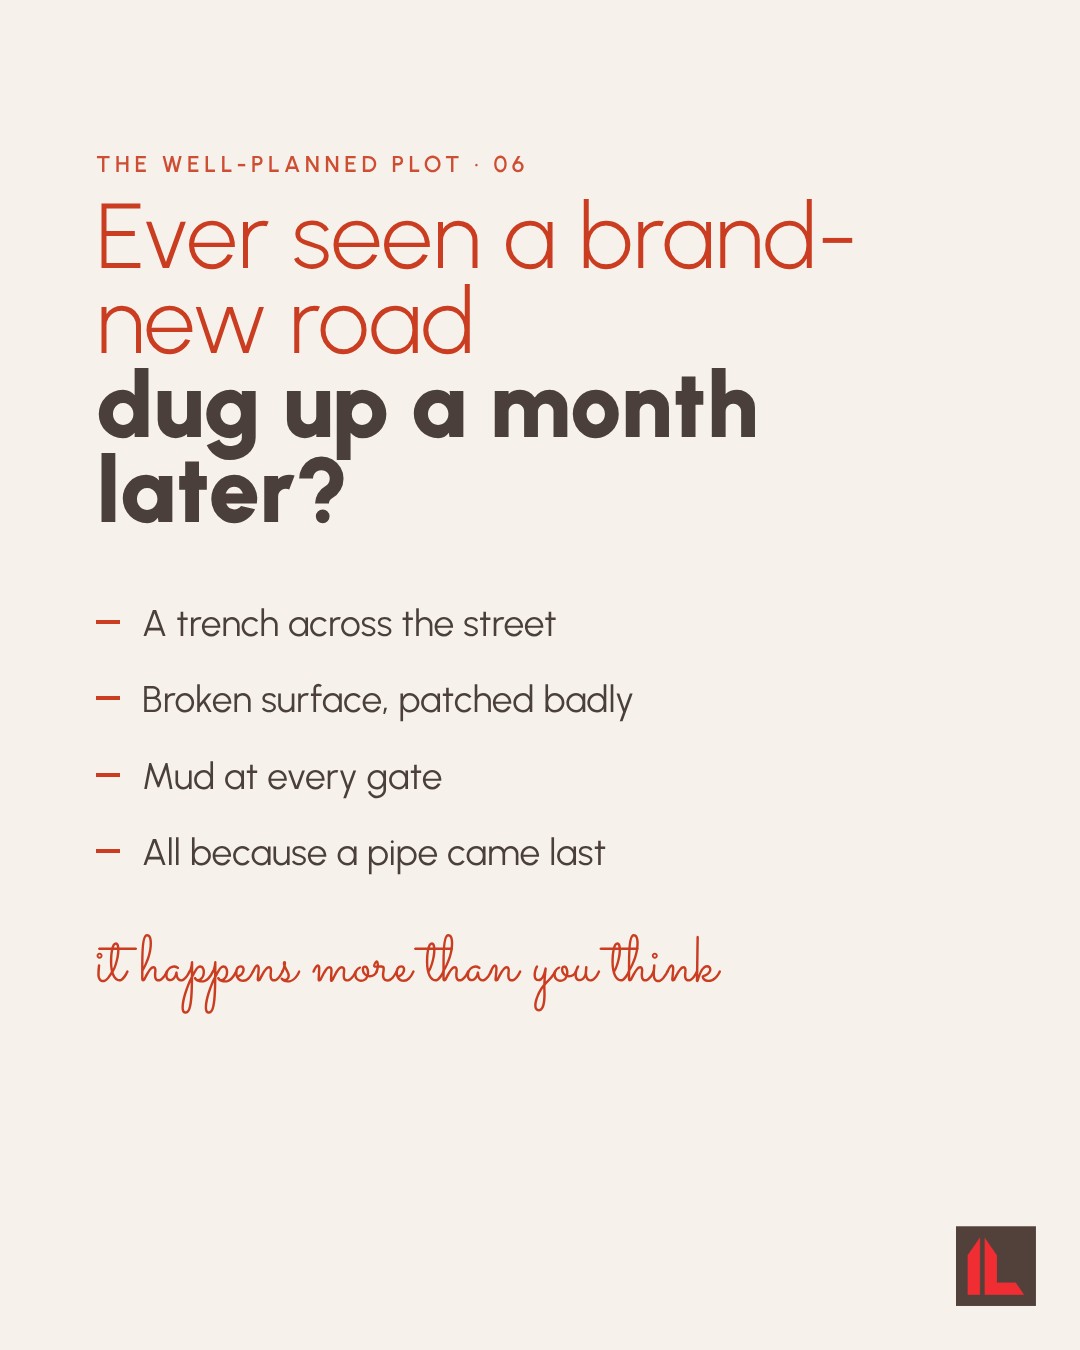 THE WELL-PLANNED PLOT · 06
Ever seen a brand-
new road
dug up a month
later?
– A trench across the street
– Broken surface, patched badly
– Mud at every gate
– All because a pipe came last
it happens more than you think
IL